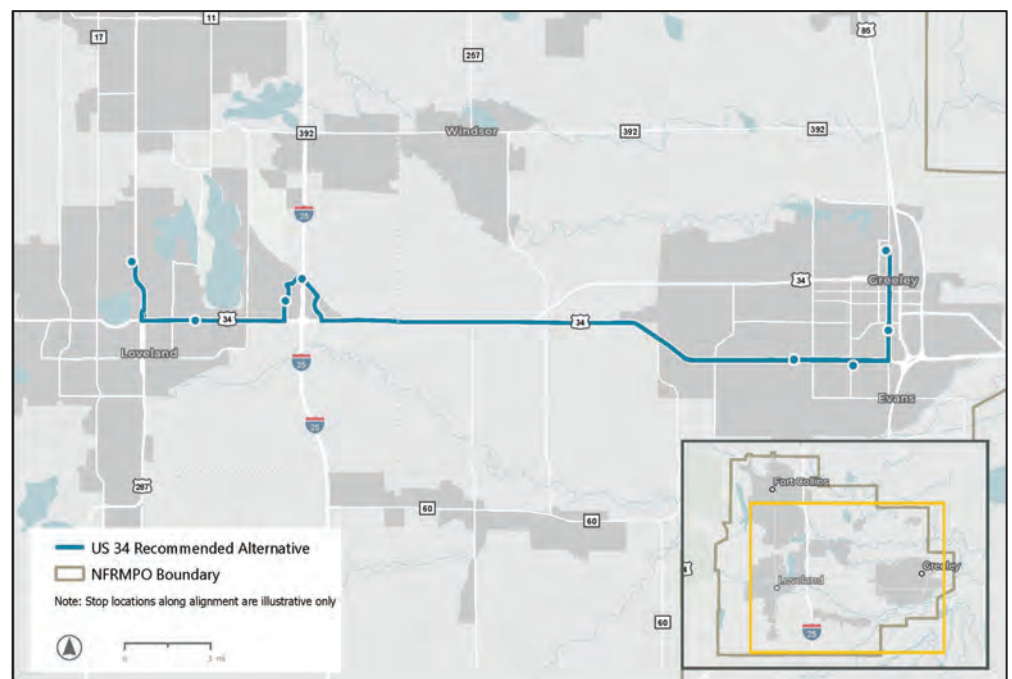 11
17
85
257
392
Windsor
392
392
25
34
Greeley
34
34
Loveland
25
Evans
25
287
60
60
60
Fort Collins
Greeley
Loveland
25
US 34 Recommended Alternative
NFRMPO Boundary
Note: Stop locations along alignment are illustrative only
0
3 mi